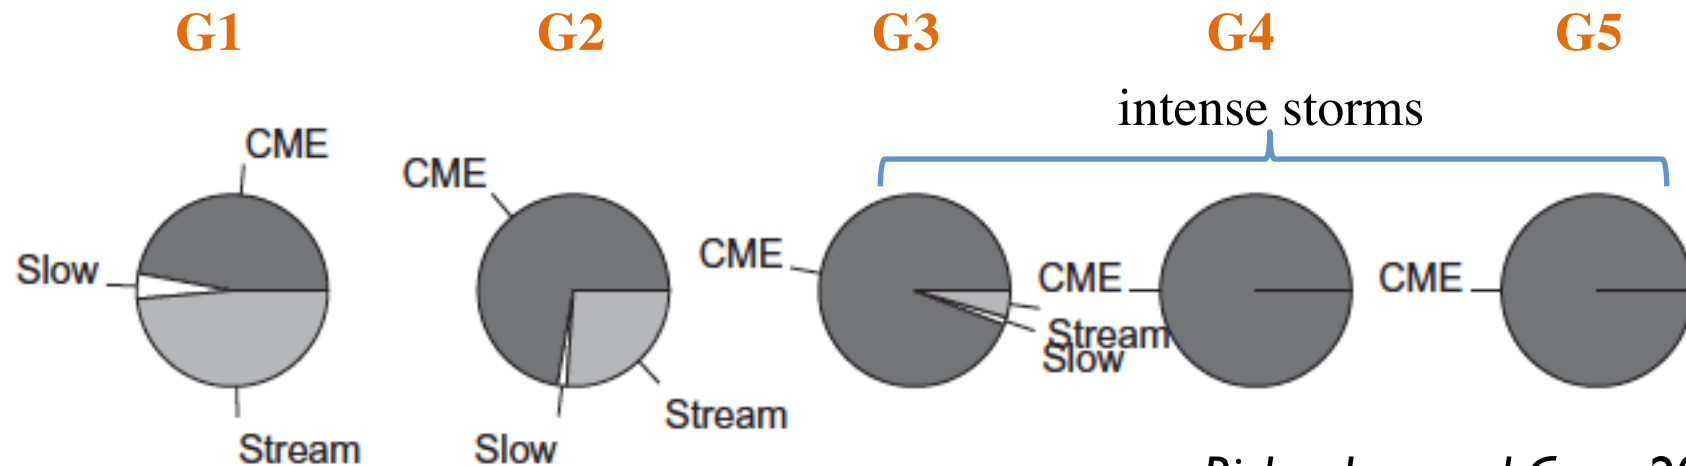 G1 G2 G3 G4 G5
intense storms
CME
CME
CME
CME
CME
Slow
Stream
Slow
Stream
Slow
Stream